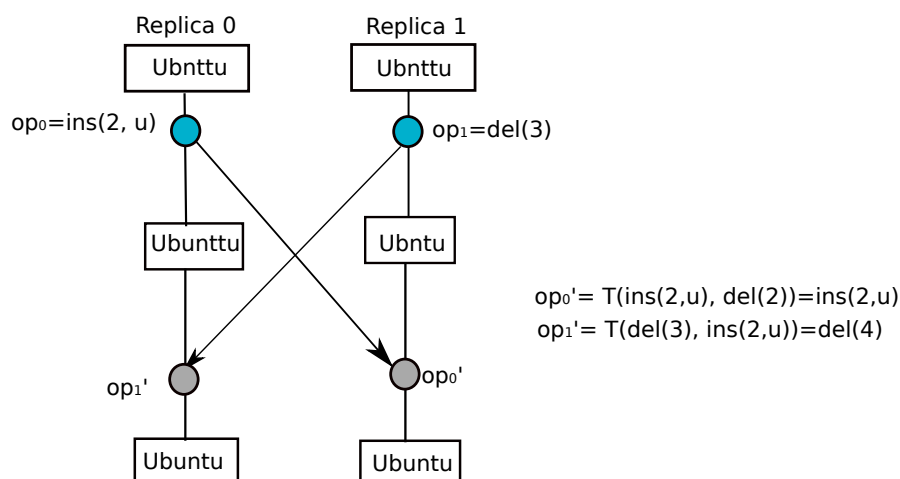 Replica 0
Replica 1
Ubnttu
Ubnttu
op₀=ins(2, u)
op₁=del(3)
Ubunttu
Ubntu
op₀'= T(ins(2,u), del(2))=ins(2,u)
op₁'= T(del(3), ins(2,u))=del(4)
op₁'
op₀'
Ubuntu
Ubuntu